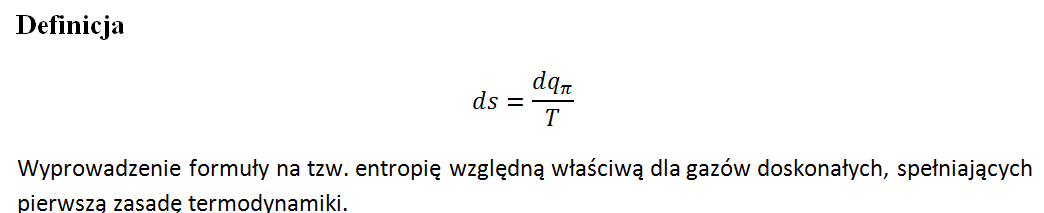 Definicja
ds = dq_π / T
Wyprowadzenie formuły na tzw. entropię względną właściwą dla gazów doskonałych, spełniających
pierwszą zasadę termodynamiki.